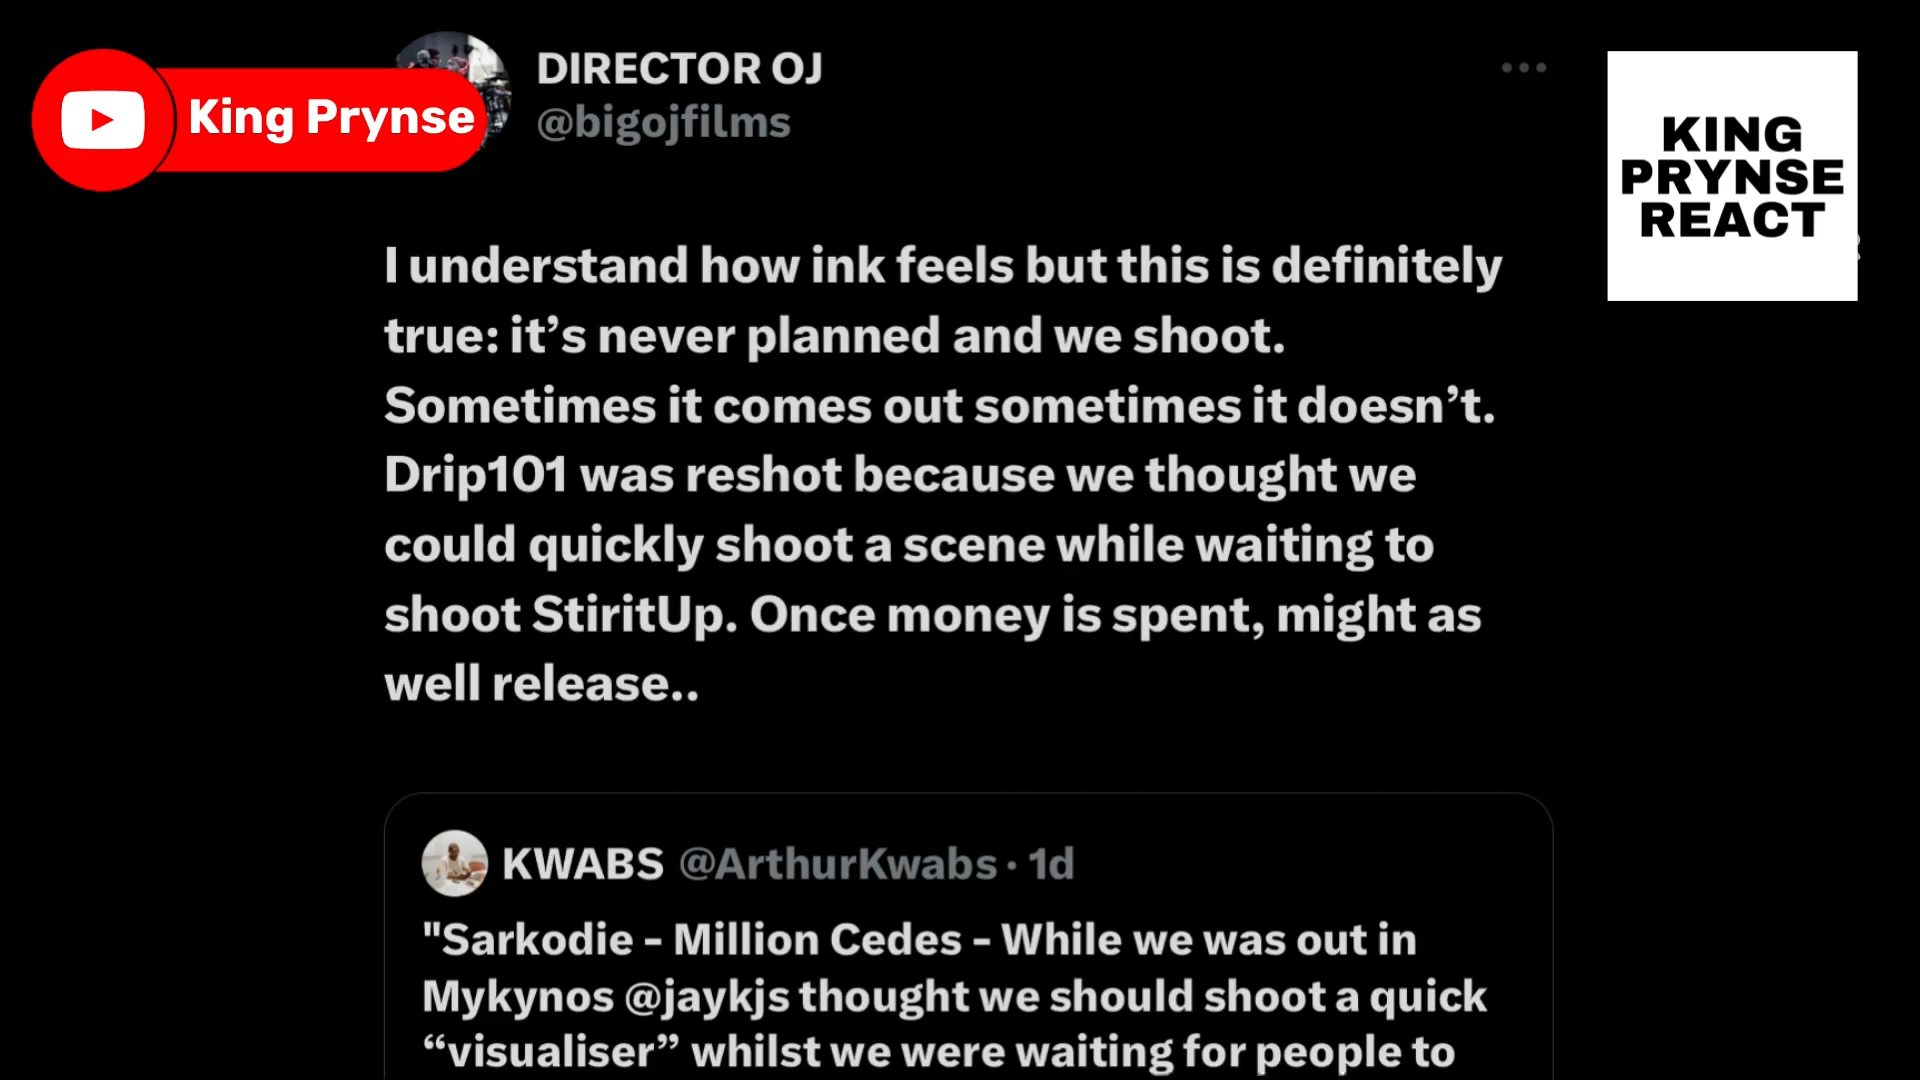 King Prynse
DIRECTOR OJ
@bigojfilms
KING
PRYNSE
REACT
I understand how ink feels but this is definitely
true: it’s never planned and we shoot.
Sometimes it comes out sometimes it doesn’t.
Drip101 was reshot because we thought we
could quickly shoot a scene while waiting to
shoot StiritUp. Once money is spent, might as
well release..
KWABS @ArthurKwabs · 1d
"Sarkodie - Million Cedes - While we was out in
Mykynos @jaykjs thought we should shoot a quick
“visualiser” whilst we were waiting for people to